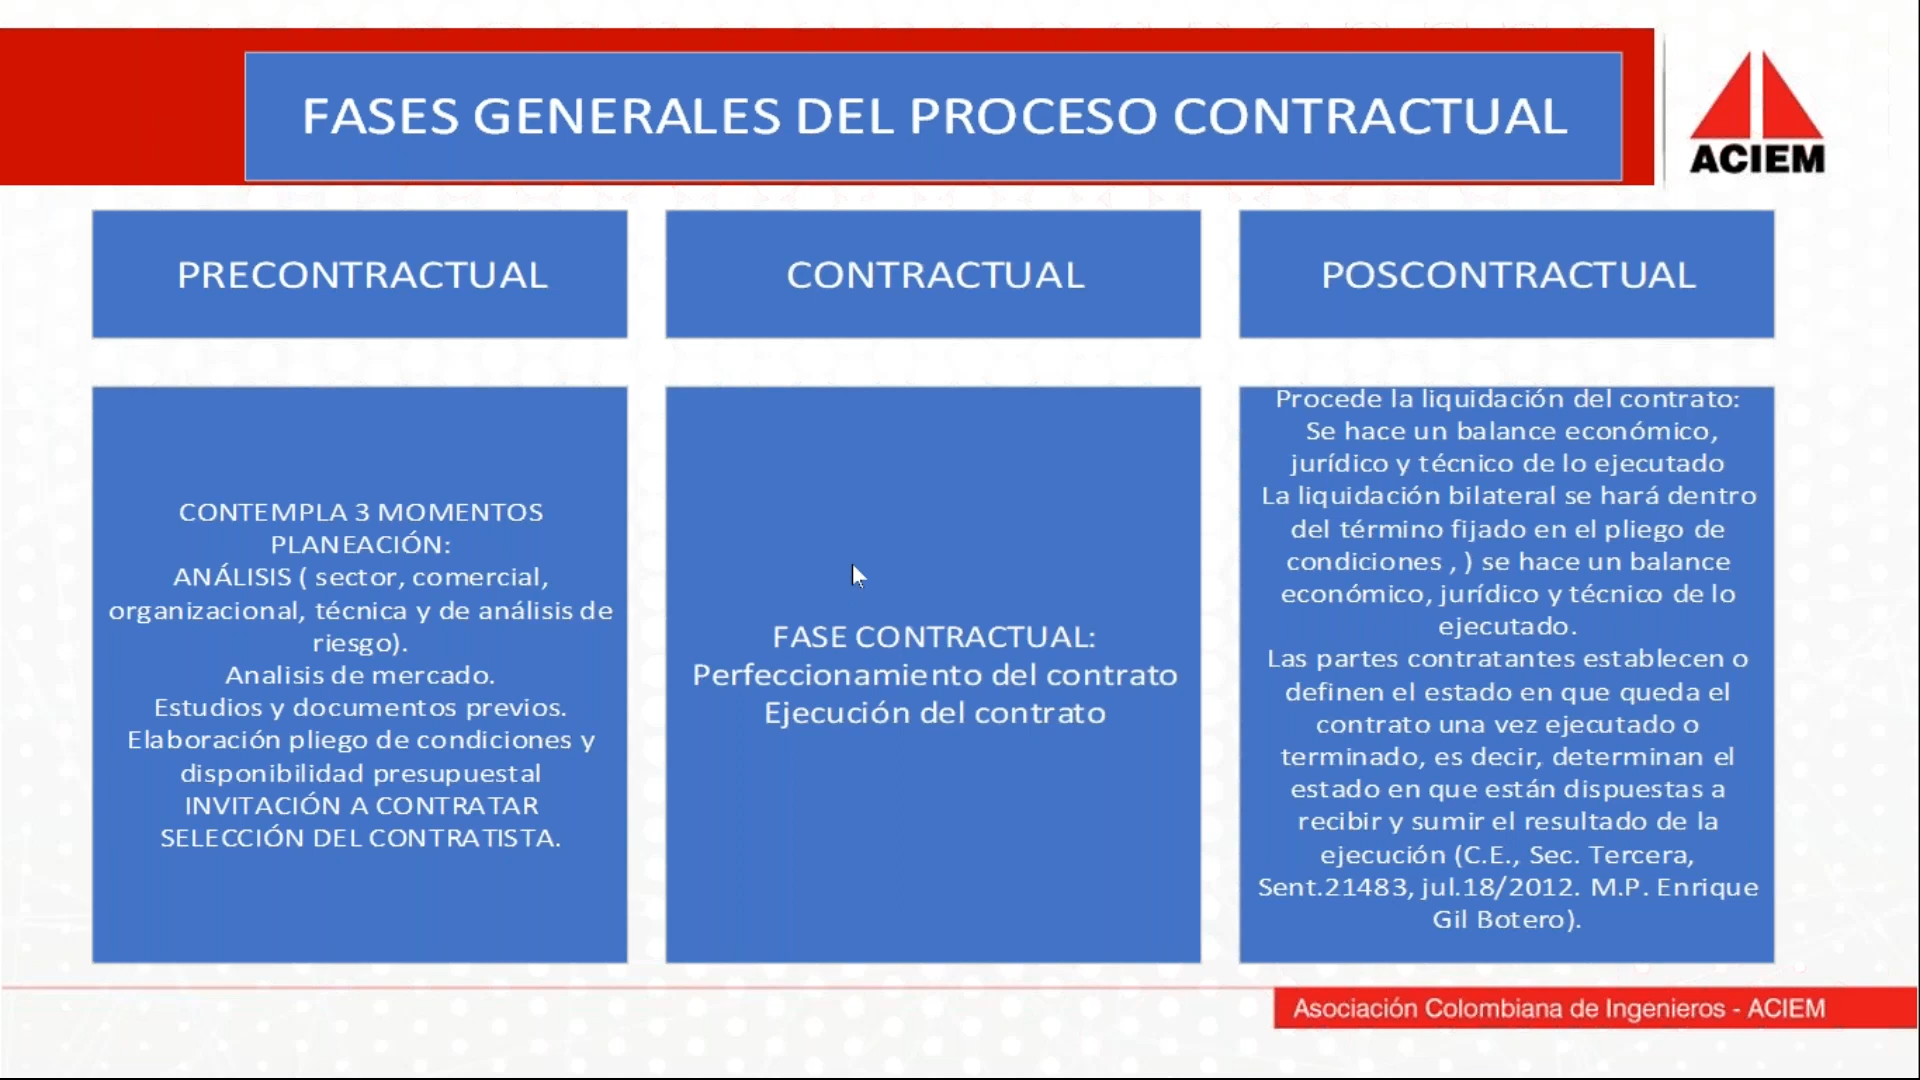 FASES GENERALES DEL PROCESO CONTRACTUAL
ACIEM
PRECONTRACTUAL
CONTRACTUAL
POSCONTRACTUAL
CONTEMPLA 3 MOMENTOS
PLANEACIÓN:
ANÁLISIS ( sector, comercial,
organizacional, técnica y de análisis de
riesgo).
Analisis de mercado.
Estudios y documentos previos.
Elaboración pliego de condiciones y
disponibilidad presupuestal
INVITACIÓN A CONTRATAR
SELECCIÓN DEL CONTRATISTA.
FASE CONTRACTUAL:
Perfeccionamiento del contrato
Ejecución del contrato
Procede la liquidación del contrato:
Se hace un balance económico,
jurídico y técnico de lo ejecutado
La liquidación bilateral se hará dentro
del término fijado en el pliego de
condiciones , ) se hace un balance
económico, jurídico y técnico de lo
ejecutado.
Las partes contratantes establecen o
definen el estado en que queda el
contrato una vez ejecutado o
terminado, es decir, determinan el
estado en que están dispuestas a
recibir y sumir el resultado de la
ejecución (C.E., Sec. Tercera,
Sent.21483, jul.18/2012. M.P. Enrique
Gil Botero).
Asociación Colombiana de Ingenieros - ACIEM